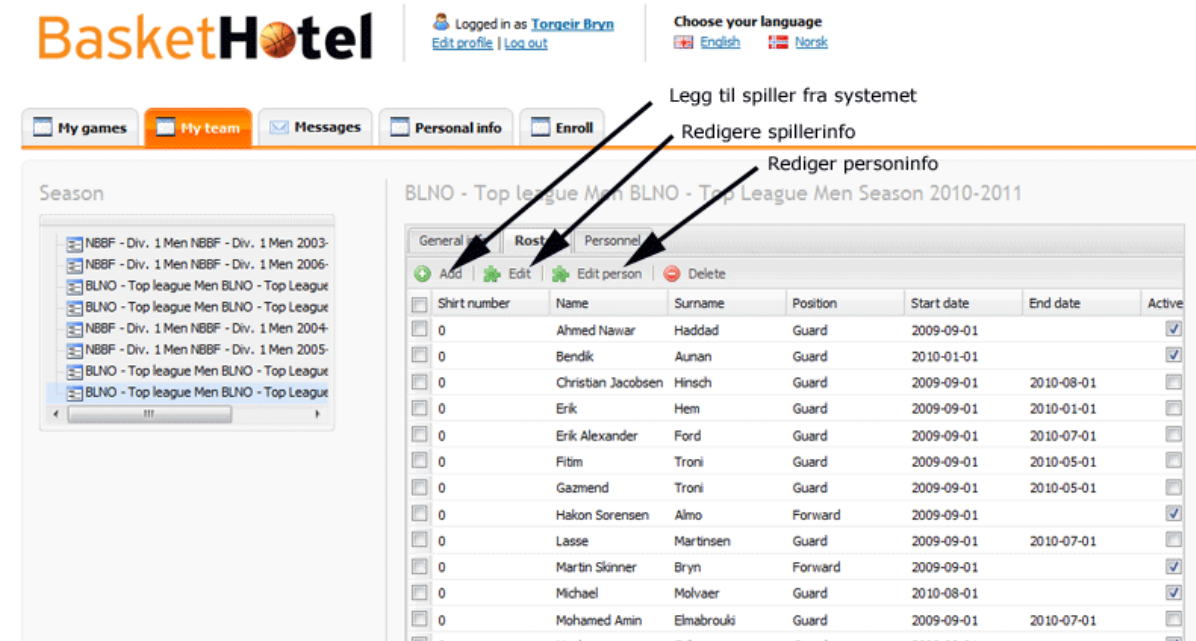 BasketHotel
Logged in as Torgeir Bryn
Edit profile | Log out
Choose your language
English Norsk
Legg til spiller fra systemet
Redigere spillerinfo
Rediger personinfo
My games My team Messages Personal info Enroll
Season
NBBF - Div. 1 Men NBBF - Div. 1 Men 2003-
NBBF - Div. 1 Men NBBF - Div. 1 Men 2006-
BLNO - Top league Men BLNO - Top League
BLNO - Top league Men BLNO - Top League
NBBF - Div. 1 Men NBBF - Div. 1 Men 2004-
NBBF - Div. 1 Men NBBF - Div. 1 Men 2005-
BLNO - Top league Men BLNO - Top League
BLNO - Top league Men BLNO - Top League
BLNO - Top league Men BLNO - Top League Men Season 2010-2011
General Rost Personnel
Add | Edit | Edit person | Delete
Shirt number Name Surname Position Start date End date Active
0 Ahmed Nawar Haddad Guard 2009-09-01
0 Bendik Aunan Guard 2010-01-01
0 Christian Jacobsen Hinsch Guard 2009-09-01 2010-08-01
0 Erik Hem Guard 2009-09-01 2010-01-01
0 Erik Alexander Ford Guard 2009-09-01 2010-07-01
0 Fitim Troni Guard 2009-09-01 2010-05-01
0 Gazmend Troni Guard 2009-09-01 2010-05-01
0 Hakon Sorensen Almo Forward 2009-09-01
0 Lasse Martinsen Guard 2009-09-01 2010-07-01
0 Martin Skinner Bryn Forward 2009-09-01
0 Michael Molvaer Guard 2010-08-01
0 Mohamed Amin Elmabrouki Guard 2009-09-01 2010-07-01